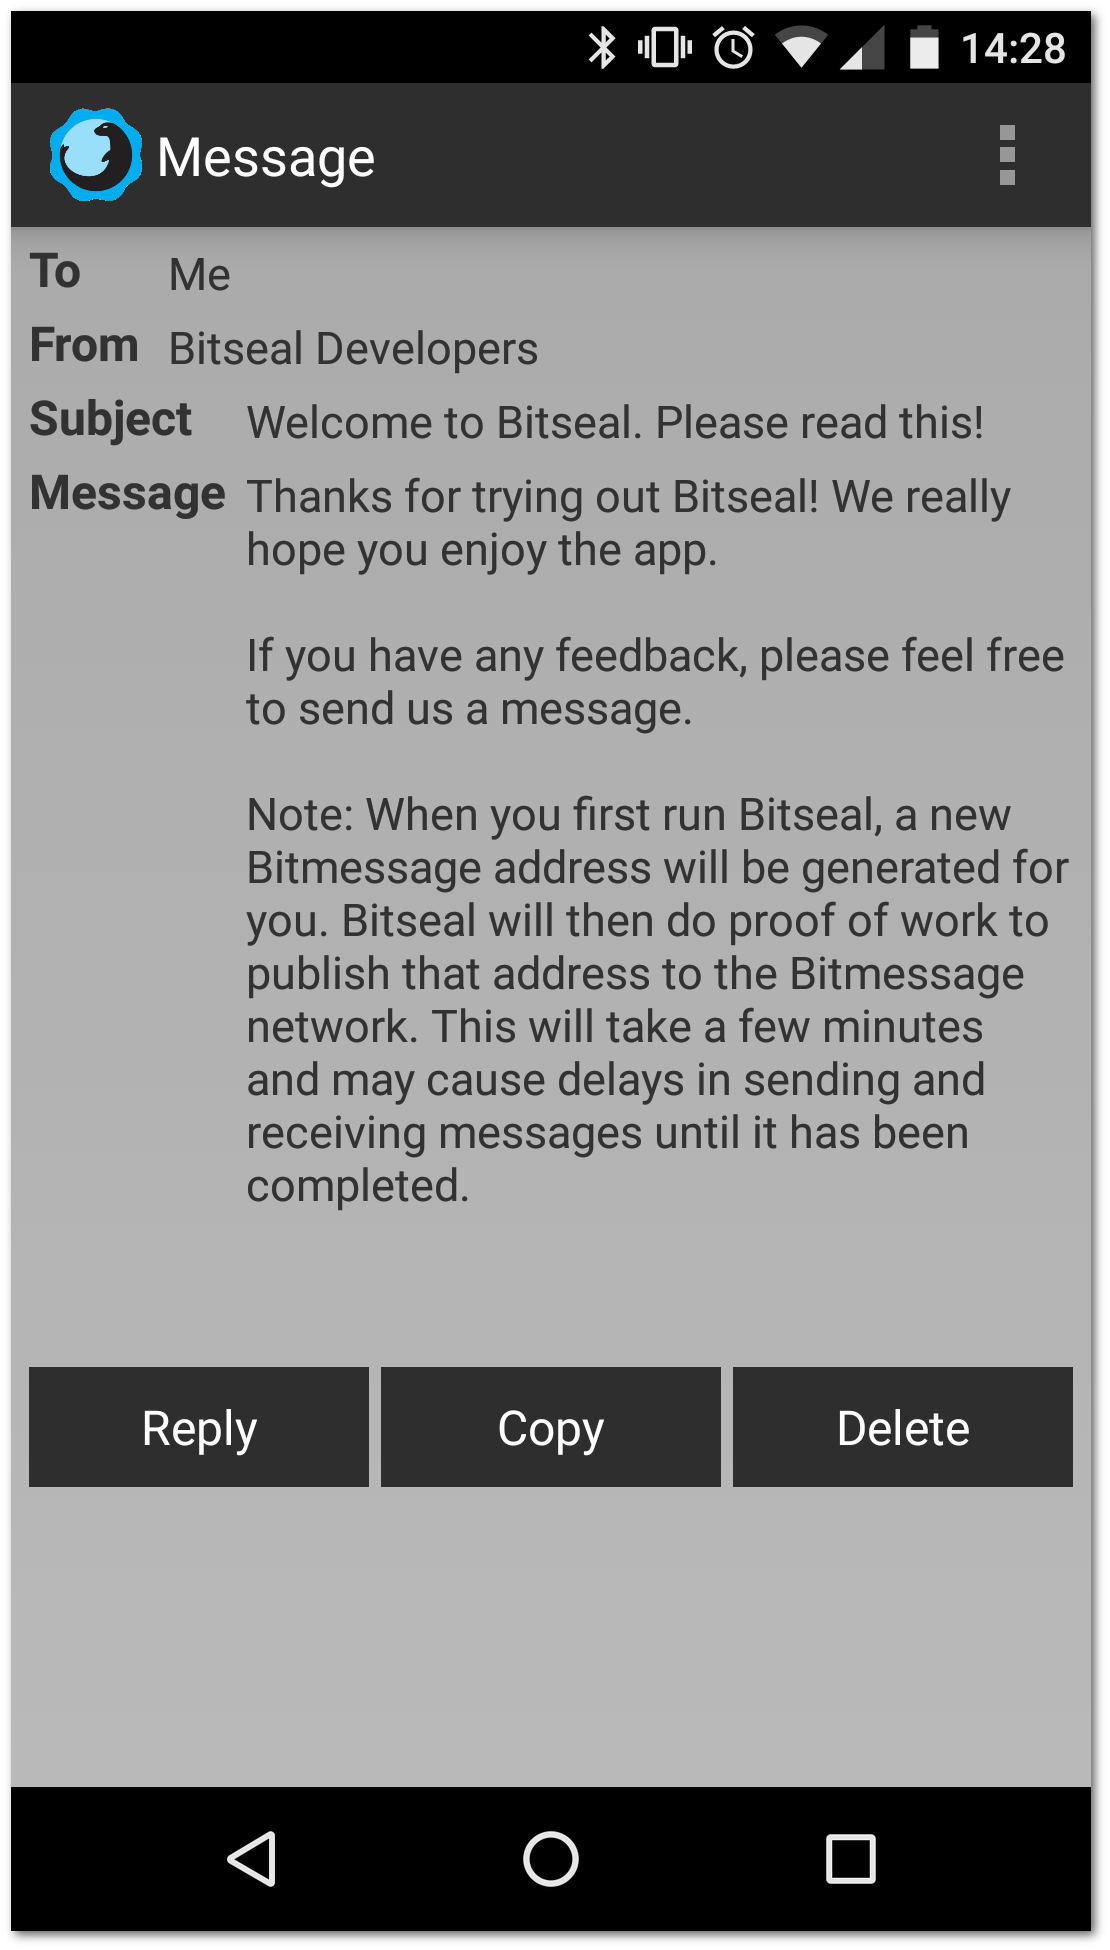 14:28
Message
To Me
From Bitseal Developers
Subject Welcome to Bitseal. Please read this!
Message Thanks for trying out Bitseal! We really
hope you enjoy the app.
If you have any feedback, please feel free
to send us a message.
Note: When you first run Bitseal, a new
Bitmessage address will be generated for
you. Bitseal will then do proof of work to
publish that address to the Bitmessage
network. This will take a few minutes
and may cause delays in sending and
receiving messages until it has been
completed.
Reply Copy Delete